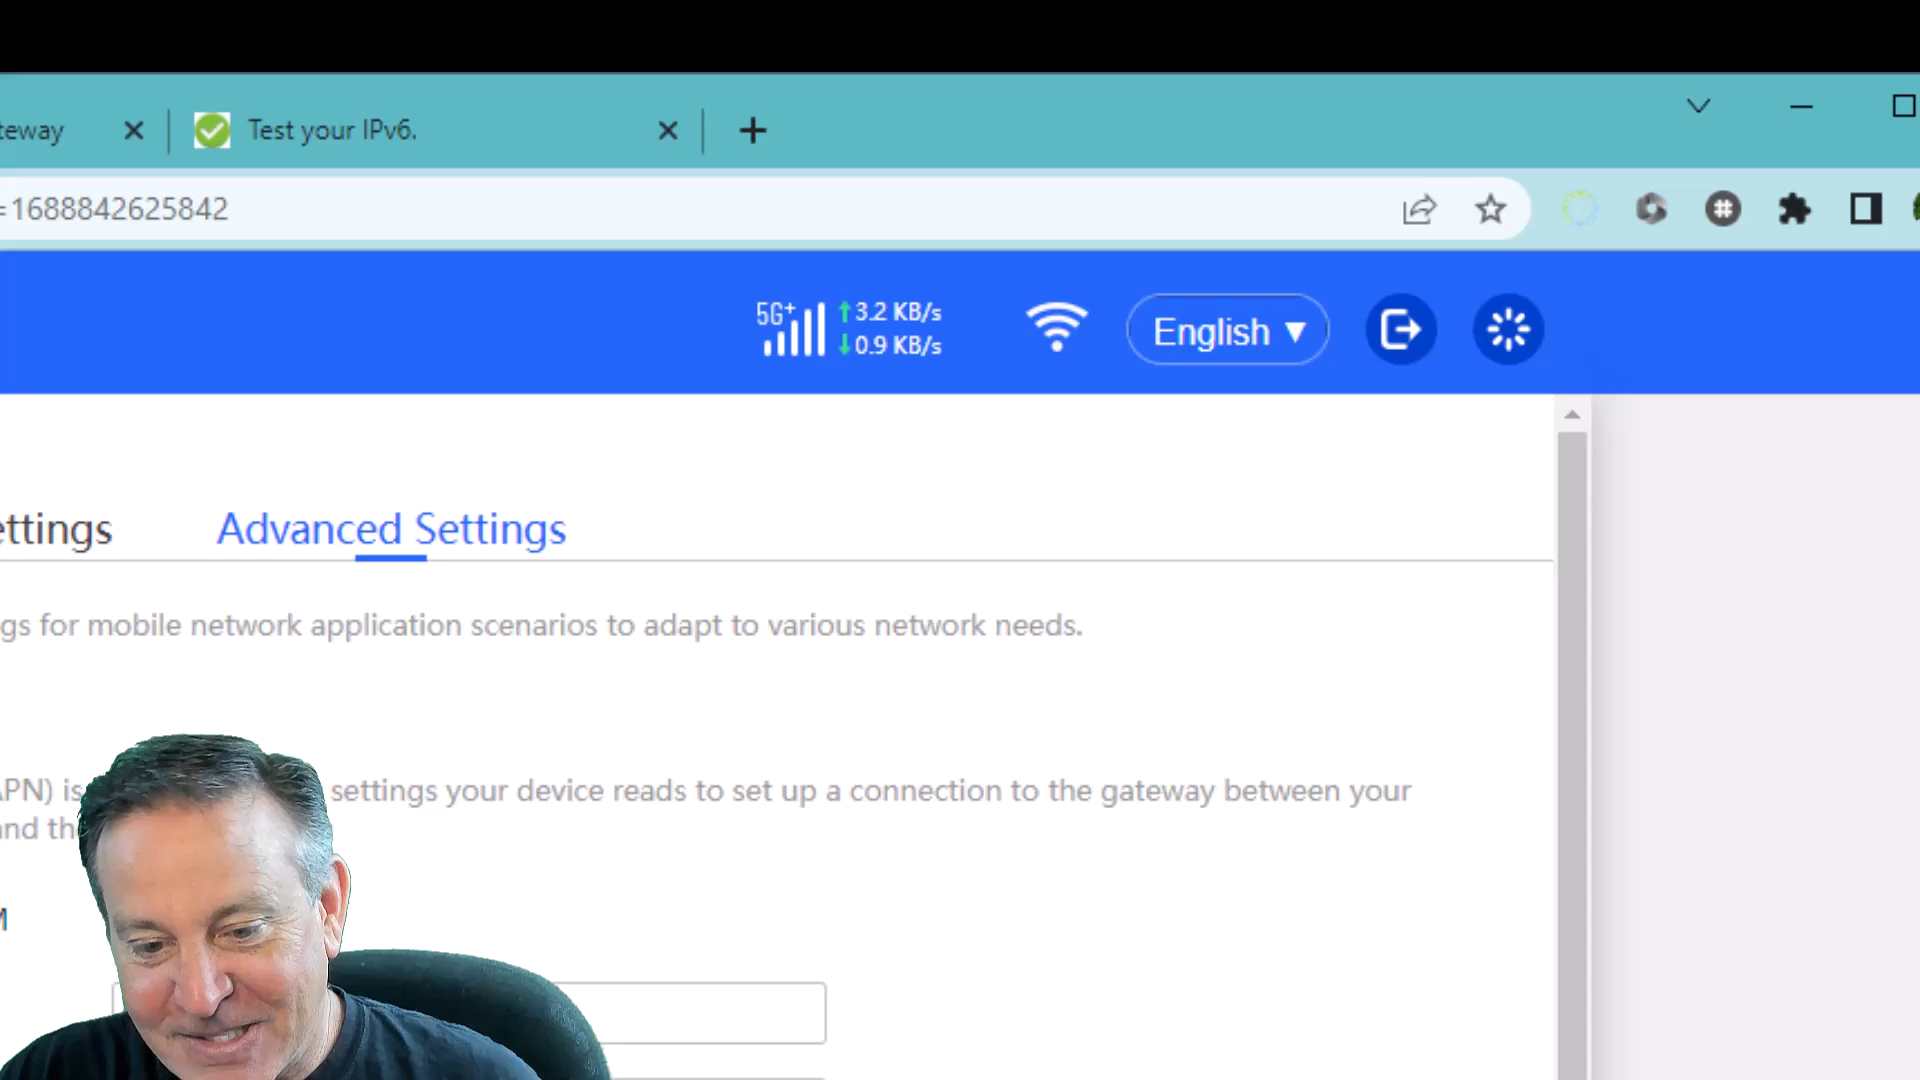 teway
Test your IPv6.
=1688842625842
5G+
3.2 KB/s
0.9 KB/s
English
ettings
Advanced Settings
gs for mobile network application scenarios to adapt to various network needs.
APN) is settings your device reads to set up a connection to the gateway between your
and th
M